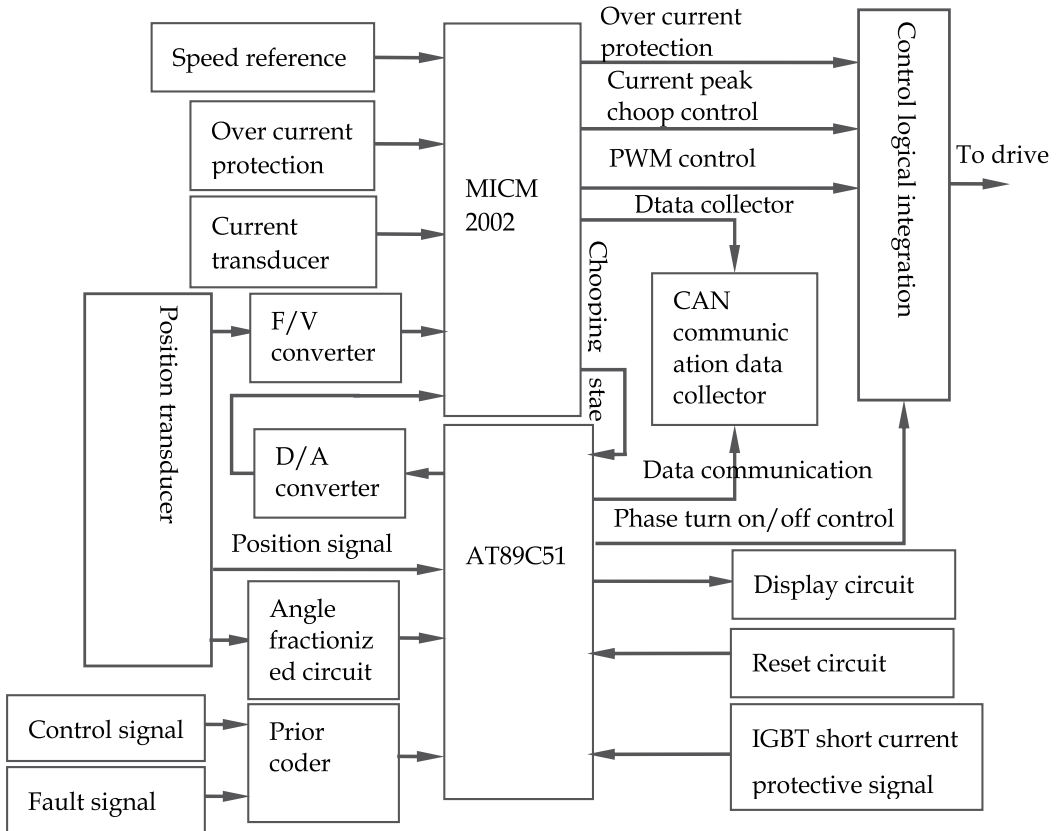 Speed reference
Over current
protection
Current
transducer
Position transducer
F/V
converter
D/A
converter
Position signal
Angle
fractioniz
ed circuit
Control signal
Fault signal
Prior
coder
MICM
2002
AT89C51
Over current
protection
Current peak
choop control
PWM control
Dtata collector
Chooping
stae
CAN
communic
ation data
collector
Data communication
Phase turn on/off control
Control logical integration
To drive
Display circuit
Reset circuit
IGBT short current
protective signal